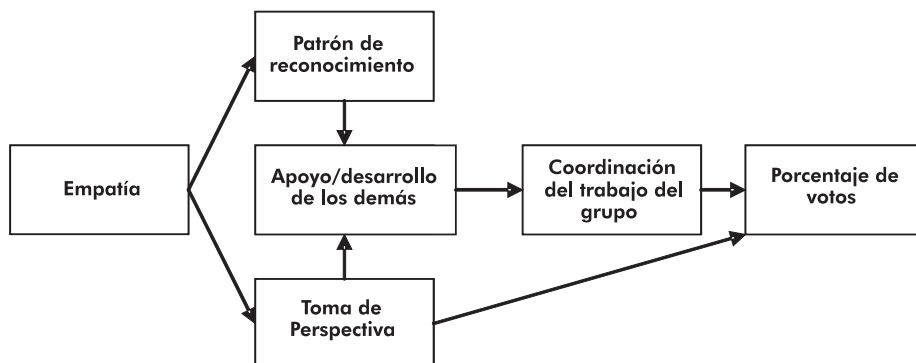 Patrón de
reconocimiento
Empatía
Apoyo/desarrollo
de los demás
Coordinación
del trabajo del
grupo
Porcentaje de
votos
Toma de
Perspectiva